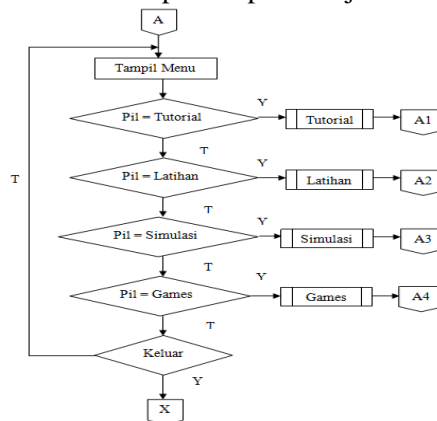 A
Tampil Menu
Pil = Tutorial
Y
Tutorial
A1
T
T
Pil = Latihan
Y
Latihan
A2
T
Pil = Simulasi
Y
Simulasi
A3
T
Pil = Games
Y
Games
A4
T
Keluar
Y
X